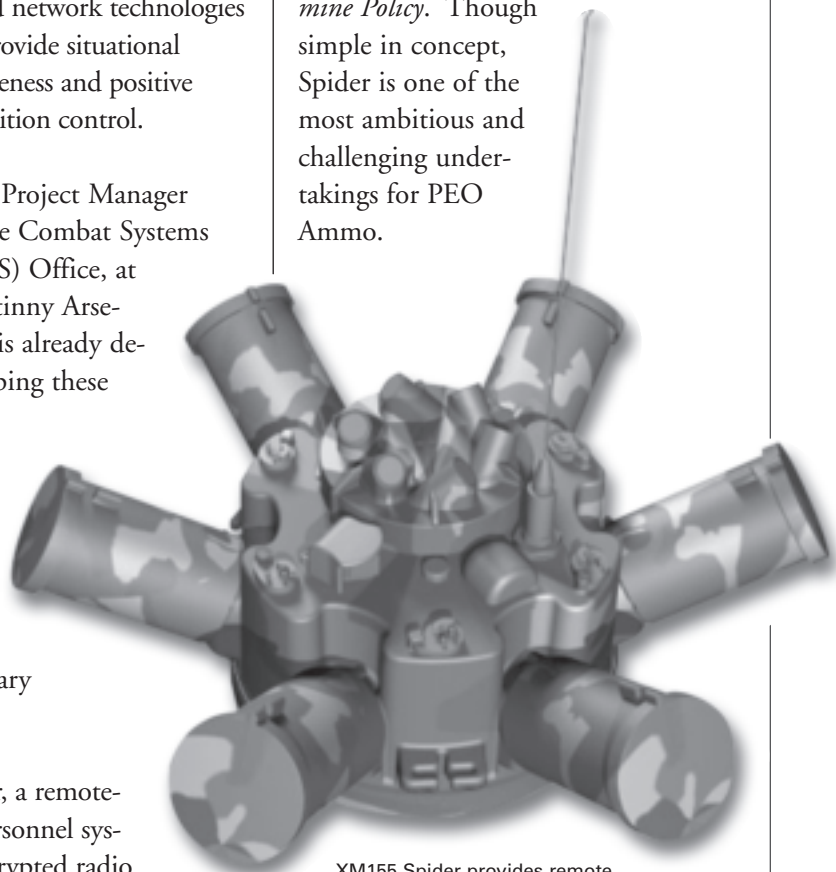 network technologies
rovide situational
eness and positive
ition control.
Project Manager
e Combat Systems
S) Office, at
tinny Arse-
is already de-
ping these
ary
r, a remote-
rsonnel sys-
rypted radio
mine Policy. Though
simple in concept,
Spider is one of the
most ambitious and
challenging under-
takings for PEO
Ammo.
XM155 Spider provides remote